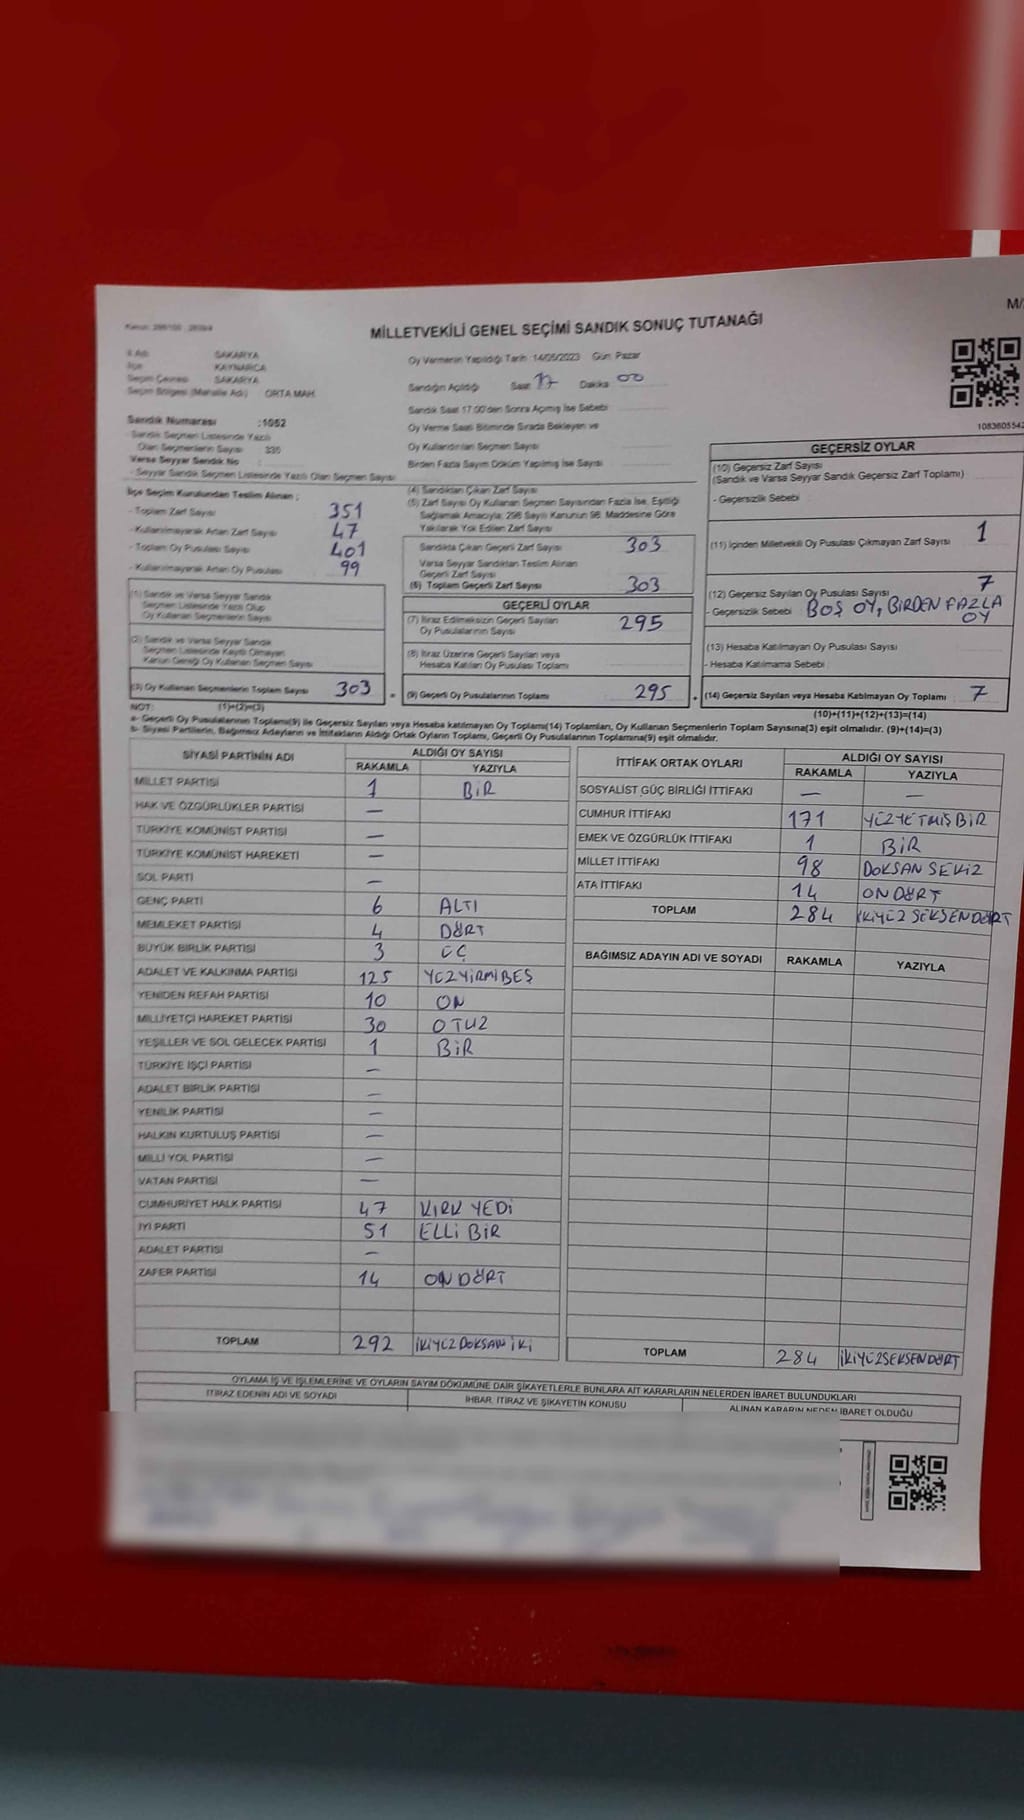 M/
MİLLETVEKİLİ GENEL SEÇİMİ SANDIK SONUÇ TUTANAĞI
İl Adı SAKARYA
İlçe KAYNARCA
Seçim Çevresi SAKARYA
Seçim Bölgesi (Mahalle Adı) ORTA MAH.
Oy Vermenin Yapıldığı Tarih :14/05/2023 Gün: Pazar
Sandığın Açıldığı Saat 17 Dakika 00
Sandık Saat 17:00'den Sonra Açılmış İse Sebebi
Oy Verme Saati Bitiminde Sırada Bekleyen ve
Oy Kullandırılan Seçmen Sayısı
Birden Fazla Sayım Döküm Yapılmış İse Sayısı
Sandık Numarası :1052
- Sandık Seçmen Listesinde Yazılı
Olan Seçmenlerin Sayısı 335
Varsa Seyyar Sandık No :
- Seyyar Sandık Seçmen Listesinde Yazılı Olan Seçmen Sayısı
İlçe Seçim Kurulundan Teslim Alınan ;
- Toplam Zarf Sayısı 351
- Kullanılmayarak Artan Zarf Sayısı 47
- Toplam Oy Pusulası Sayısı 401
- Kullanılmayarak Artan Oy Pusulası 99
(1) Sandık ve Varsa Seyyar Sandık
Seçmen Listesinde Yazılı Olup
Oy Kullanan Seçmenlerin Sayısı
(2) Sandık ve Varsa Seyyar Sandık
Seçmen Listesinde Kayıtlı Olmayan
Kanun Gereği Oy Kullanan Seçmen Sayısı
(3) Oy Kullanan Seçmenlerin Toplam Sayısı 303 =
(4) Sandıktan Çıkan Zarf Sayısı
(5) Zarf Sayısı Oy Kullanan Seçmen Sayısından Fazla İse, Eşitliği
Sağlamak Amacıyla; 298 Sayılı Kanunun 98. Maddesine Göre
Yakılarak Yok Edilen Zarf Sayısı
Sandıkta Çıkan Geçerli Zarf Sayısı 303
Varsa Seyyar Sandıktan Teslim Alınan
Geçerli Zarf Sayısı
(6) Toplam Geçerli Zarf Sayısı 303
GEÇERLİ OYLAR
(7) İtiraz Edilmeksizin Geçerli Sayılan
Oy Pusulalarının Sayısı 295
(8) İtiraz Üzerine Geçerli Sayılan veya
Hesaba Katılan Oy Pusulası Toplamı
(9) Geçerli Oy Pusulalarının Toplamı 295 +
1083605542
GEÇERSİZ OYLAR
(10) Geçersiz Zarf Sayısı
(Sandık ve Varsa Seyyar Sandık Geçersiz Zarf Toplamı)
- Geçersizlik Sebebi
(11) İçinden Milletvekili Oy Pusulası Çıkmayan Zarf Sayısı 1
(12) Geçersiz Sayılan Oy Pusulası Sayısı 7
- Geçersizlik Sebebi BOŞ OY, BİRDEN FAZLA
OY
(13) Hesaba Katılmayan Oy Pusulası Sayısı
- Hesaba Katılmama Sebebi
(14) Geçersiz Sayılan veya Hesaba Katılmayan Oy Toplamı 7
NOT: (1)+(2)=(3) (10)+(11)+(12)+(13)=(14)
a- Geçerli Oy Pusulalarının Toplamı(9) ile Geçersiz Sayılan veya Hesaba katılmayan Oy Toplamı(14) Toplamları, Oy Kullanan Seçmenlerin Toplam Sayısına(3) eşit olmalıdır. (9)+(14)=(3)
b- Siyasi Partilerin, Bağımsız Adayların ve İttifakların Aldığı Ortak Oyların Toplamı, Geçerli Oy Pusulalarının Toplamına(9) eşit olmalıdır.
SİYASİ PARTİNİN ADI ALDIĞI OY SAYISI
RAKAMLA YAZIYLA
MİLLET PARTİSİ 1 BİR
HAK VE ÖZGÜRLÜKLER PARTİSİ —
TÜRKİYE KOMÜNİST PARTİSİ —
TÜRKİYE KOMÜNİST HAREKETİ —
SOL PARTİ —
GENÇ PARTİ 6 ALTI
MEMLEKET PARTİSİ 4 DÖRT
BÜYÜK BİRLİK PARTİSİ 3 ÜÇ
ADALET VE KALKINMA PARTİSİ 125 YÜZYİRMİBEŞ
YENİDEN REFAH PARTİSİ 10 ON
MİLLİYETÇİ HAREKET PARTİSİ 30 OTUZ
YEŞİLLER VE SOL GELECEK PARTİSİ 1 BİR
TÜRKİYE İŞÇİ PARTİSİ —
ADALET BİRLİK PARTİSİ —
YENİLİK PARTİSİ —
HALKIN KURTULUŞ PARTİSİ —
MİLLİ YOL PARTİSİ —
VATAN PARTİSİ —
CUMHURİYET HALK PARTİSİ 47 KIRK YEDİ
İYİ PARTİ 51 ELLİ BİR
ADALET PARTİSİ —
ZAFER PARTİSİ 14 ONDÖRT
TOPLAM 292 İKİYÜZDOKSAN İKİ
İTTİFAK ORTAK OYLARI ALDIĞI OY SAYISI
RAKAMLA YAZIYLA
SOSYALİST GÜÇ BİRLİĞİ İTTİFAKI — —
CUMHUR İTTİFAKI 171 YÜZYETMİŞBİR
EMEK VE ÖZGÜRLÜK İTTİFAKI 1 BİR
MİLLET İTTİFAKI 98 DOKSAN SEKİZ
ATA İTTİFAKI 14 ONDÖRT
TOPLAM 284 İKİYÜZ SEKSENDÖRT
BAĞIMSIZ ADAYIN ADI VE SOYADI RAKAMLA YAZIYLA
TOPLAM 284 İKİYÜZSEKSENDÖRT
OYLAMA İŞ VE İŞLEMLERİNE VE OYLARIN SAYIM DÖKÜMÜNE DAİR ŞİKAYETLERLE BUNLARA AİT KARARLARIN NELERDEN İBARET BULUNDUKLARI
İTİRAZ EDENİN ADI VE SOYADI İHBAR, İTİRAZ VE ŞİKAYETİN KONUSU ALINAN KARARIN NEDEN İBARET OLDUĞU